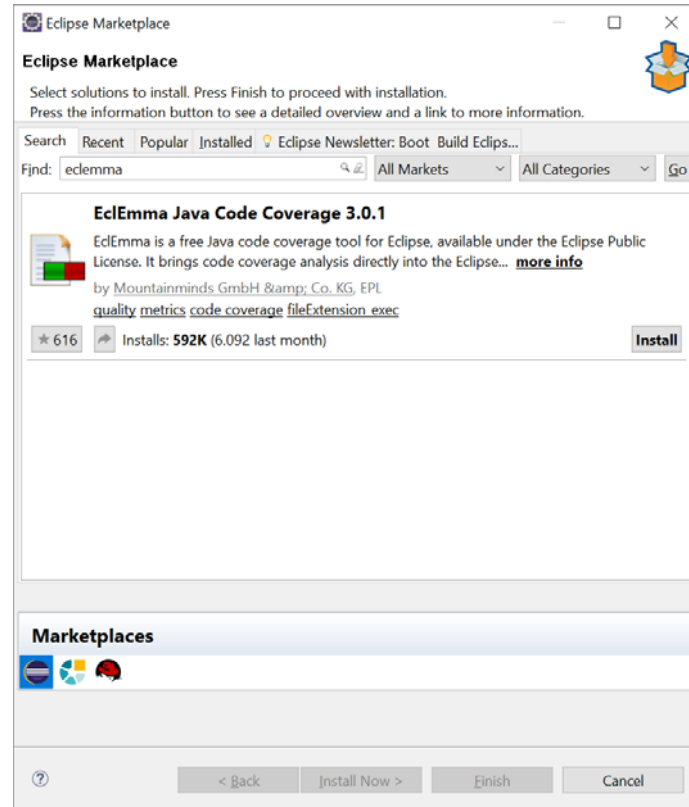 Eclipse Marketplace
Eclipse Marketplace
Select solutions to install. Press Finish to proceed with installation.
Press the information button to see a detailed overview and a link to more information.
Search Recent Popular Installed Eclipse Newsletter: Boot Build Eclips...
Find: eclemma All Markets All Categories Go
EclEmma Java Code Coverage 3.0.1
EclEmma is a free Java code coverage tool for Eclipse, available under the Eclipse Public
License. It brings code coverage analysis directly into the Eclipse... more info
by Mountainminds GmbH &amp; Co. KG, EPL
quality metrics code coverage fileExtension_exec
616 Installs: 592K (6.092 last month) Install
Marketplaces
? < Back Install Now > Finish Cancel